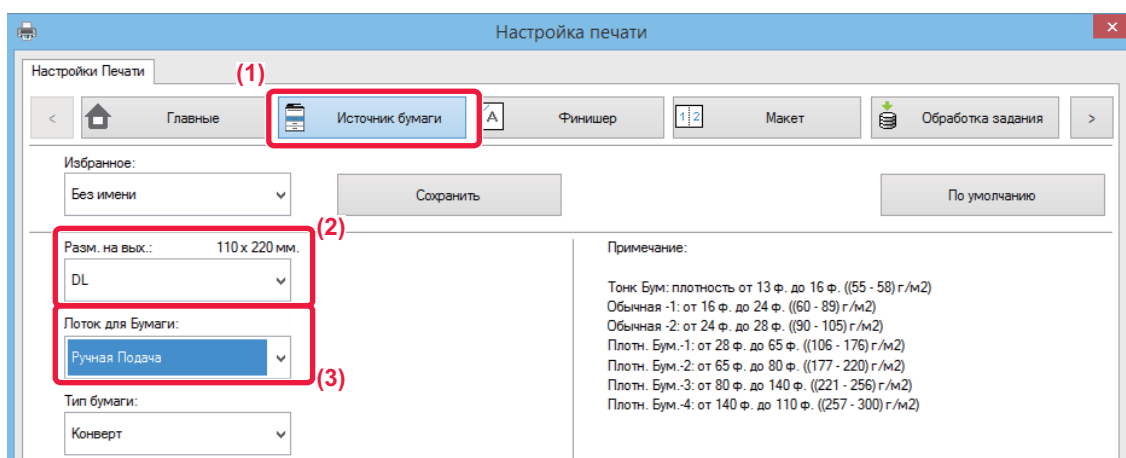 Настройка печати
Настройки Печати
(1)
< Главные Источник бумаги A Финишер 1 2 Макет Обработка задания >
Избранное:
Без имени Сохранить По умолчанию
(2)
Разм. на вых.: 110 x 220 мм.
DL
Лоток для Бумаги:
Ручная Подача
(3)
Тип бумаги:
Конверт
Примечание:
Тонк Бум: плотность от 13 ф. до 16 ф. ((55 - 58) г/м2)
Обычная -1: от 16 ф. до 24 ф. ((60 - 89) г/м2)
Обычная -2: от 24 ф. до 28 ф. ((90 - 105) г/м2)
Плотн. Бум.-1: от 28 ф. до 65 ф. ((106 - 176) г/м2)
Плотн. Бум.-2: от 65 ф. до 80 ф. ((177 - 220) г/м2)
Плотн. Бум.-3: от 80 ф. до 140 ф. ((221 - 256) г/м2)
Плотн. Бум.-4: от 140 ф. до 110 ф. ((257 - 300) г/м2)